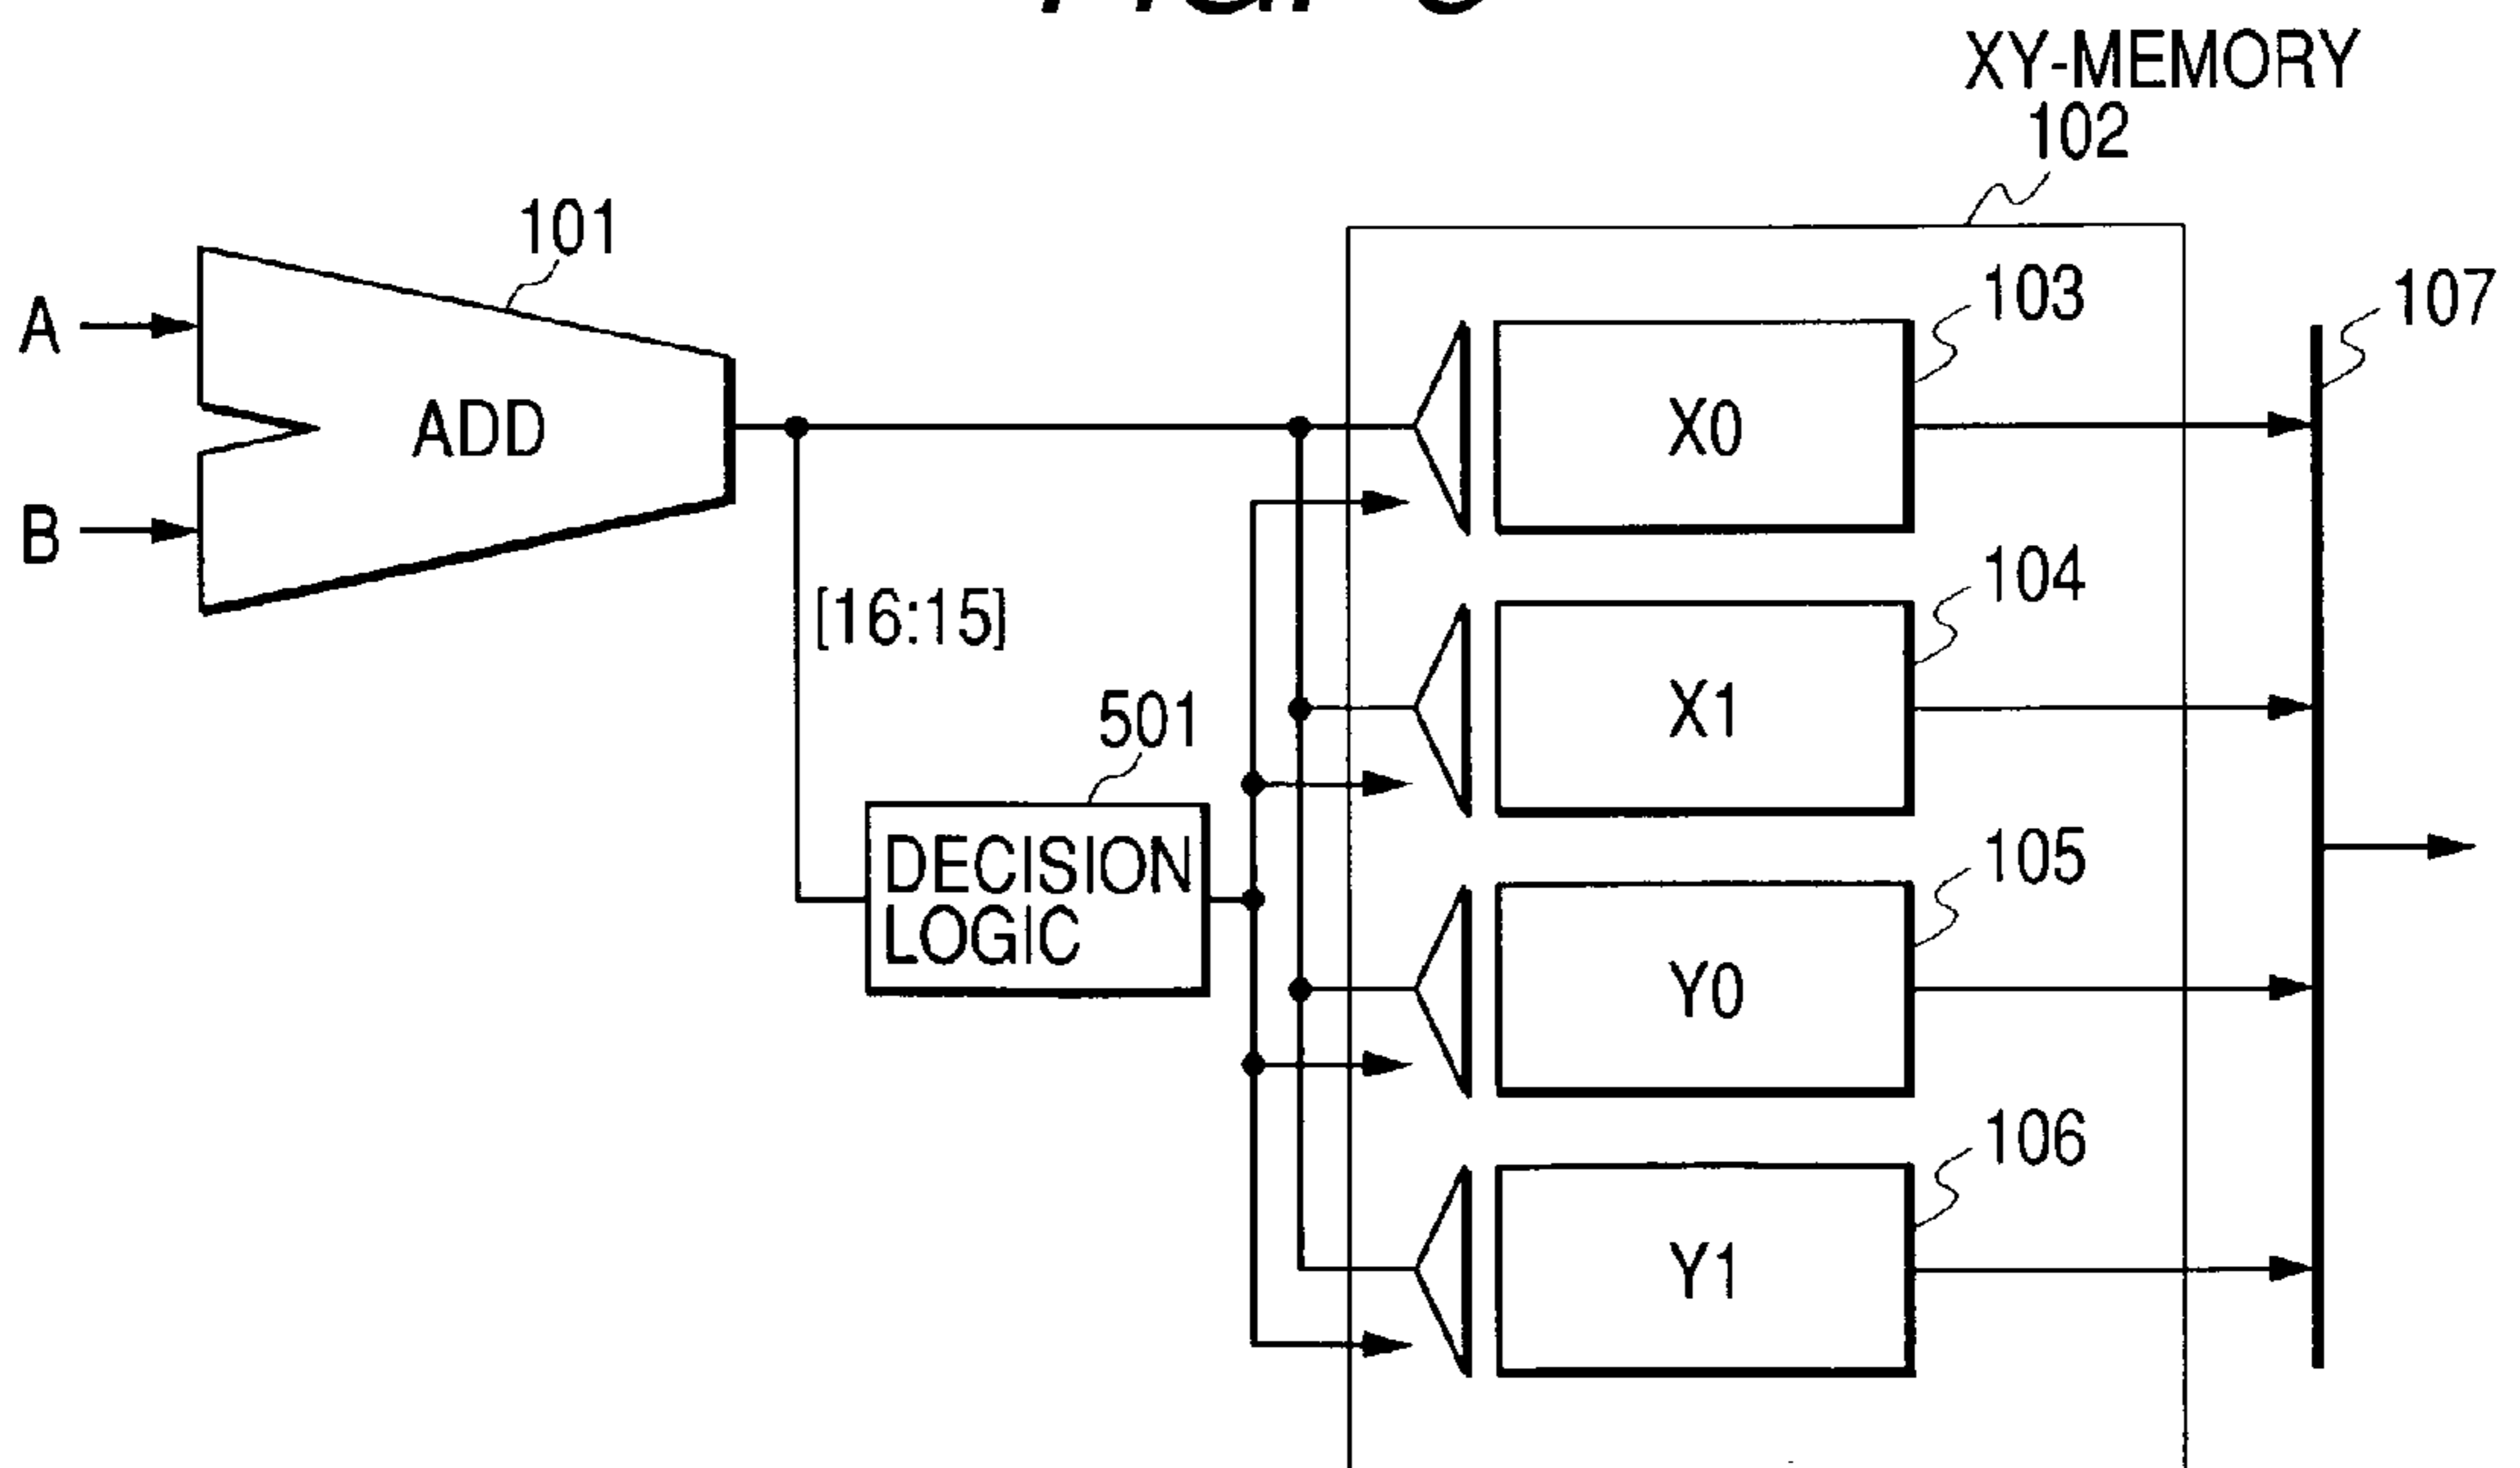 XY-MEMORY
102
101
103
107
A
ADD
X0
B
104
[16:15]
X1
501
105
DECISION
LOGIC
Y0
106
Y1